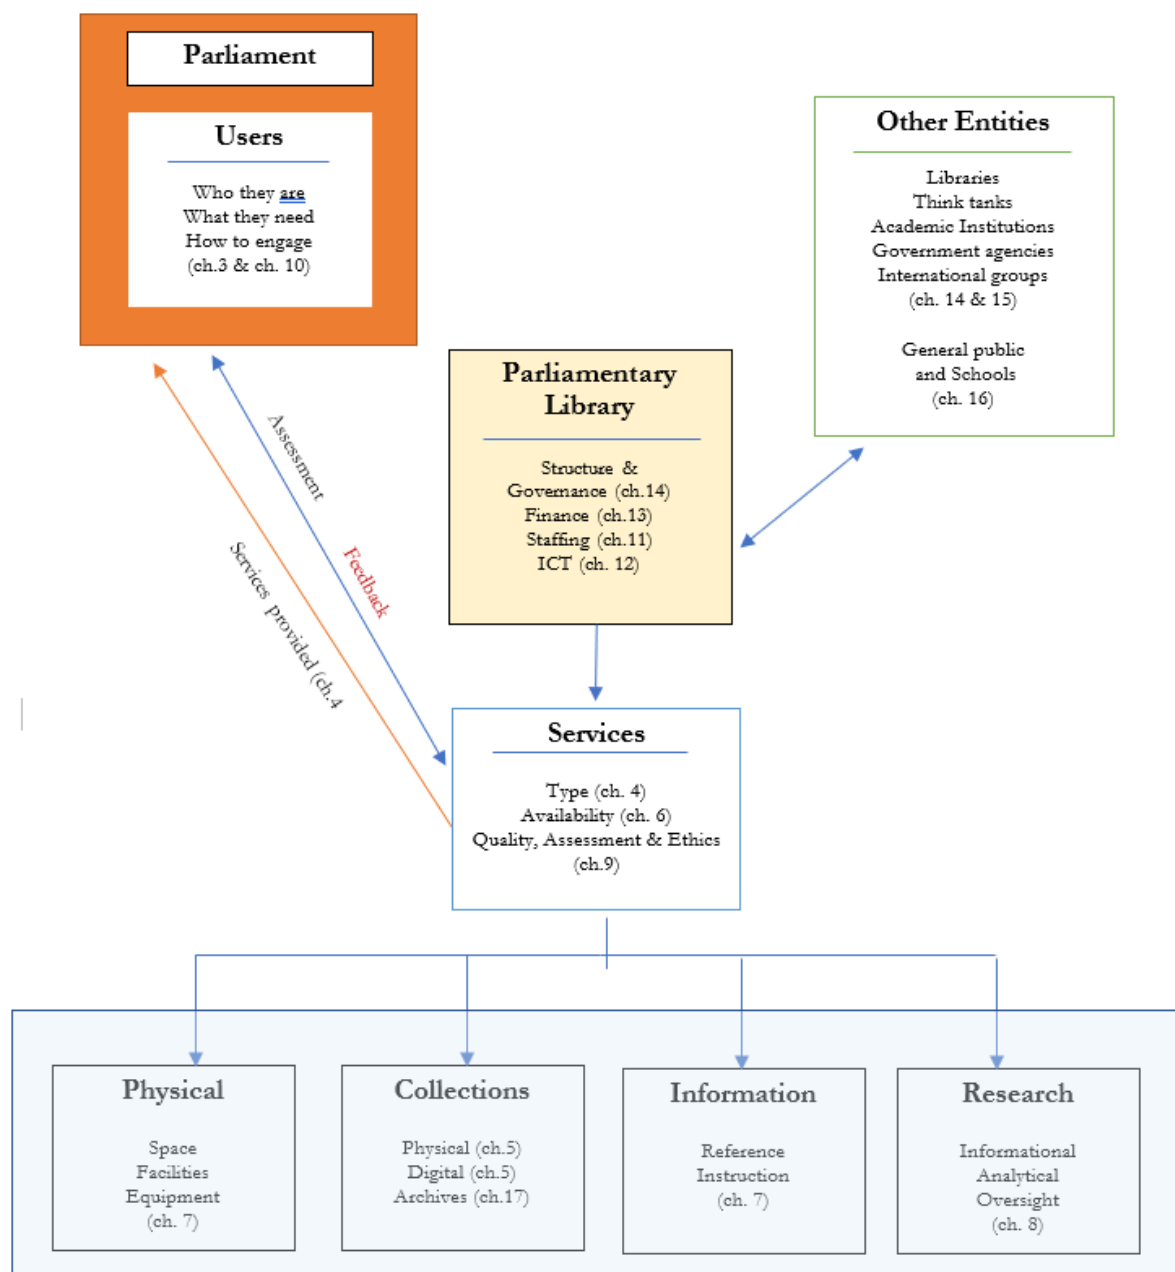 Parliament
Users
Who they are
What they need
How to engage
(ch.3 & ch. 10)
Other Entities
Libraries
Think tanks
Academic Institutions
Government agencies
International groups
(ch. 14 & 15)
General public
and Schools
(ch. 16)
Parliamentary
Library
Structure &
Governance (ch.14)
Finance (ch.13)
Staffing (ch.11)
ICT (ch. 12)
Assessment
Feedback
Services provided (ch.4
Services
Type (ch. 4)
Availability (ch. 6)
Quality, Assessment & Ethics
(ch.9)
Physical
Space
Facilities
Equipment
(ch. 7)
Collections
Physical (ch.5)
Digital (ch.5)
Archives (ch.17)
Information
Reference
Instruction
(ch. 7)
Research
Informational
Analytical
Oversight
(ch. 8)